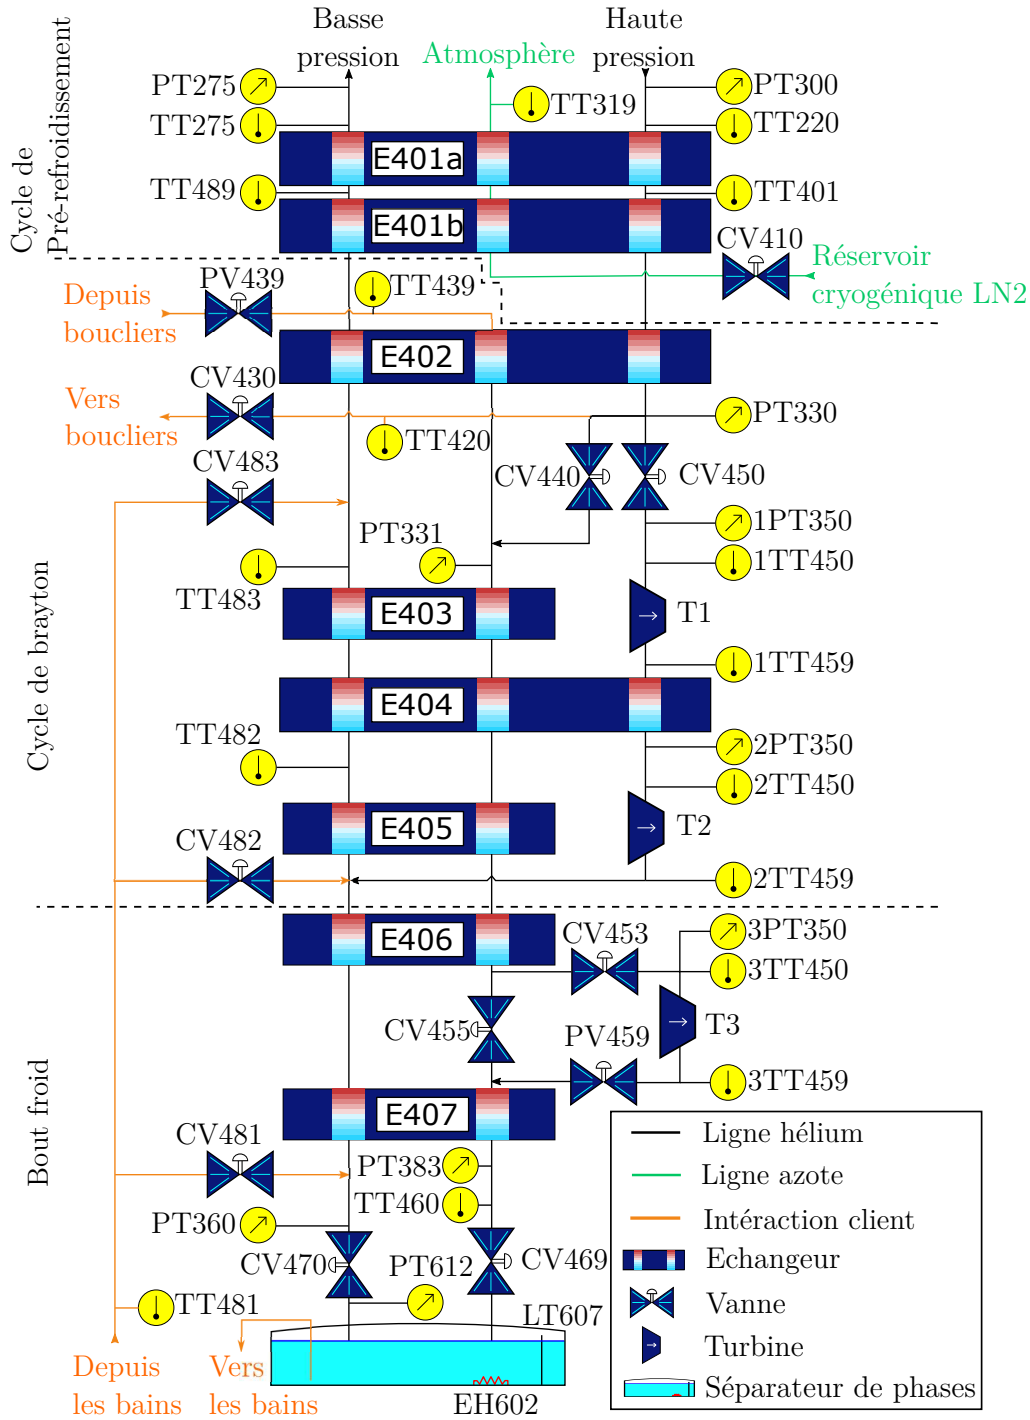 Basse
pression
Haute
pression
Atmosphère
PT275
PT300
TT319
TT275
TT220
E401a
TT489
TT401
E401b
Cycle de
Pré-refroidissement
CV410
Réservoir
cryogénique LN2
PV439
TT439
Depuis
boucliers
E402
CV430
Vers
boucliers
PT330
TT420
CV483
CV440
CV450
1PT350
PT331
1TT450
TT483
E403
T1
1TT459
Cycle de brayton
E404
TT482
2PT350
2TT450
E405
T2
CV482
2TT459
E406
CV453
3PT350
3TT450
CV455
T3
PV459
3TT459
E407
Bout froid
CV481
PT383
TT460
PT360
CV470
PT612
CV469
TT481
LT607
Depuis
les bains
Vers
les bains
EH602
Ligne hélium
Ligne azote
Intéraction client
Echangeur
Vanne
Turbine
Séparateur de phases